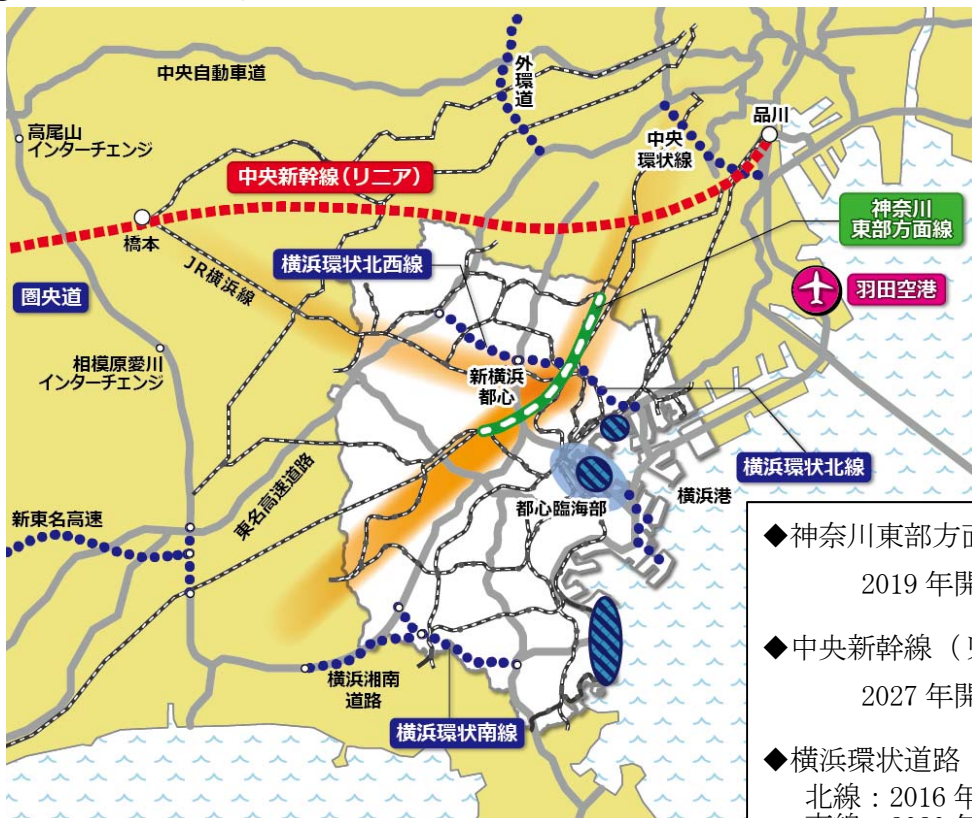 中央自動車道
外
環
道
高尾山
インターチェンジ
中央
環状線
品川
中央新幹線(リニア)
神奈川
東部方面線
橋本
JR横浜線
横浜環状北西線
羽田空港
圏央道
相模原愛川
インターチェンジ
新横浜
都心
横浜環状北線
東名高速道路
都心臨海部
横浜港
新東名高速
横浜湘南
道路
横浜環状南線
◆神奈川東部方
2019 年開
◆中央新幹線(
2027 年開
◆横浜環状道路
北線:2016 年